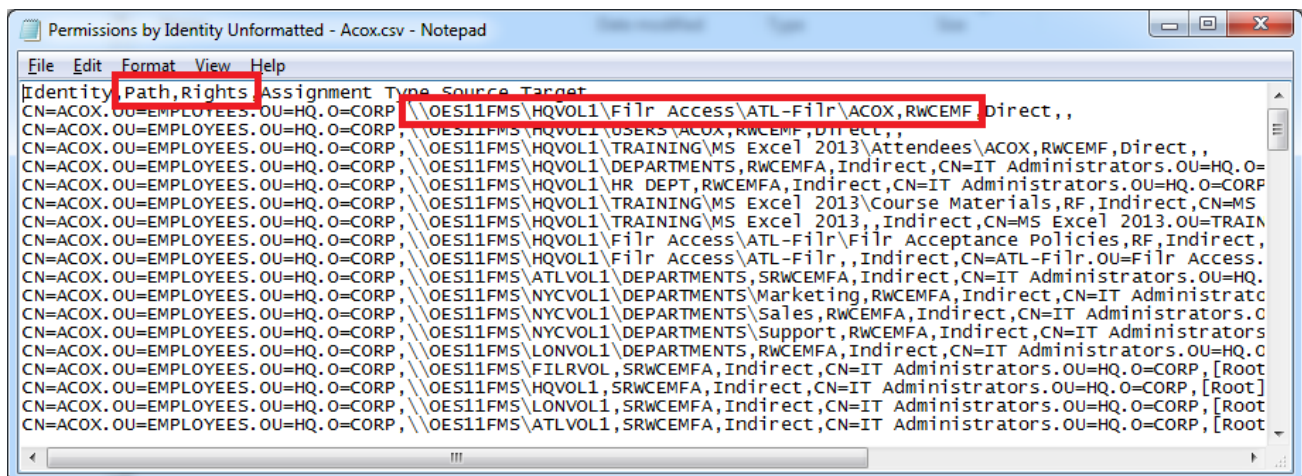 Permissions by Identity Unformatted - Acox.csv - Notepad
File Edit Format View Help
Identity,Path,Rights,Assignment Type,Source,Target
CN=ACOX.OU=EMPLOYEES.OU=HQ.O=CORP,\\OES11FMS\HQVOL1\Filr Access\ATL-Filr\ACOX,RWCEMF,Direct,,
CN=ACOX.OU=EMPLOYEES.OU=HQ.O=CORP,\\OES11FMS\HQVOL1\USERS\ACOX,RWCEMF,Direct,,
CN=ACOX.OU=EMPLOYEES.OU=HQ.O=CORP,\\OES11FMS\HQVOL1\TRAINING\MS Excel 2013\Attendees\ACOX,RWCEMF,Direct,,
CN=ACOX.OU=EMPLOYEES.OU=HQ.O=CORP,\\OES11FMS\HQVOL1\DEPARTMENTS,RWCEMFA,Indirect,CN=IT Administrators.OU=HQ.O=
CN=ACOX.OU=EMPLOYEES.OU=HQ.O=CORP,\\OES11FMS\HQVOL1\HR DEPT,RWCEMFA,Indirect,CN=IT Administrators.OU=HQ.O=CORP
CN=ACOX.OU=EMPLOYEES.OU=HQ.O=CORP,\\OES11FMS\HQVOL1\TRAINING\MS Excel 2013\Course Materials,RF,Indirect,CN=MS
CN=ACOX.OU=EMPLOYEES.OU=HQ.O=CORP,\\OES11FMS\HQVOL1\TRAINING\MS Excel 2013,,Indirect,CN=MS Excel 2013.OU=TRAIN
CN=ACOX.OU=EMPLOYEES.OU=HQ.O=CORP,\\OES11FMS\HQVOL1\Filr Access\ATL-Filr\Filr Acceptance Policies,RF,Indirect,
CN=ACOX.OU=EMPLOYEES.OU=HQ.O=CORP,\\OES11FMS\HQVOL1\Filr Access\ATL-Filr,,Indirect,CN=ATL-Filr.OU=Filr Access.
CN=ACOX.OU=EMPLOYEES.OU=HQ.O=CORP,\\OES11FMS\ATLVOL1\DEPARTMENTS,SRWCEMFA,Indirect,CN=IT Administrators.OU=HQ.
CN=ACOX.OU=EMPLOYEES.OU=HQ.O=CORP,\\OES11FMS\NYCVOL1\DEPARTMENTS\Marketing,RWCEMFA,Indirect,CN=IT Administratc
CN=ACOX.OU=EMPLOYEES.OU=HQ.O=CORP,\\OES11FMS\NYCVOL1\DEPARTMENTS\Sales,RWCEMFA,Indirect,CN=IT Administrators.O
CN=ACOX.OU=EMPLOYEES.OU=HQ.O=CORP,\\OES11FMS\NYCVOL1\DEPARTMENTS\Support,RWCEMFA,Indirect,CN=IT Administrators
CN=ACOX.OU=EMPLOYEES.OU=HQ.O=CORP,\\OES11FMS\LONVOL1\DEPARTMENTS,RWCEMFA,Indirect,CN=IT Administrators.OU=HQ.O
CN=ACOX.OU=EMPLOYEES.OU=HQ.O=CORP,\\OES11FMS\FILRVOL,SRWCEMFA,Indirect,CN=IT Administrators.OU=HQ.O=CORP,[Root
CN=ACOX.OU=EMPLOYEES.OU=HQ.O=CORP,\\OES11FMS\HQVOL1,SRWCEMFA,Indirect,CN=IT Administrators.OU=HQ.O=CORP,[Root]
CN=ACOX.OU=EMPLOYEES.OU=HQ.O=CORP,\\OES11FMS\LONVOL1,SRWCEMFA,Indirect,CN=IT Administrators.OU=HQ.O=CORP,[Root
CN=ACOX.OU=EMPLOYEES.OU=HQ.O=CORP,\\OES11FMS\ATLVOL1,SRWCEMFA,Indirect,CN=IT Administrators.OU=HQ.O=CORP,[Root